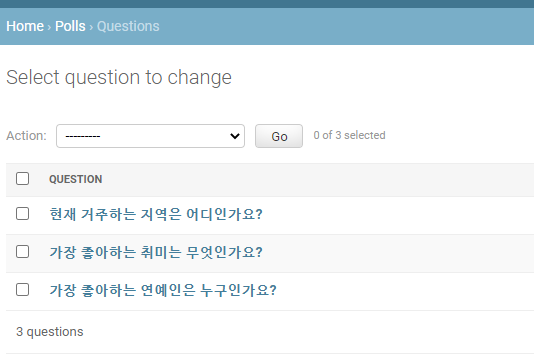 Home › Polls › Questions
Select question to change
Action: --------- Go 0 of 3 selected
QUESTION
현재 거주하는 지역은 어디인가요?
가장 좋아하는 취미는 무엇인가요?
가장 좋아하는 연예인은 누구인가요?
3 questions